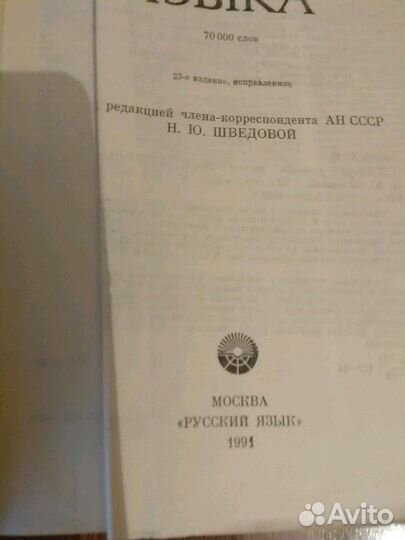 ЯЗЫКА
70 000 слов
23-е издание, исправленное
редакцией члена-корреспондента АН СССР
Н. Ю. ШВЕДОВОЙ
МОСКВА
«РУССКИЙ ЯЗЫК»
1991
Avito